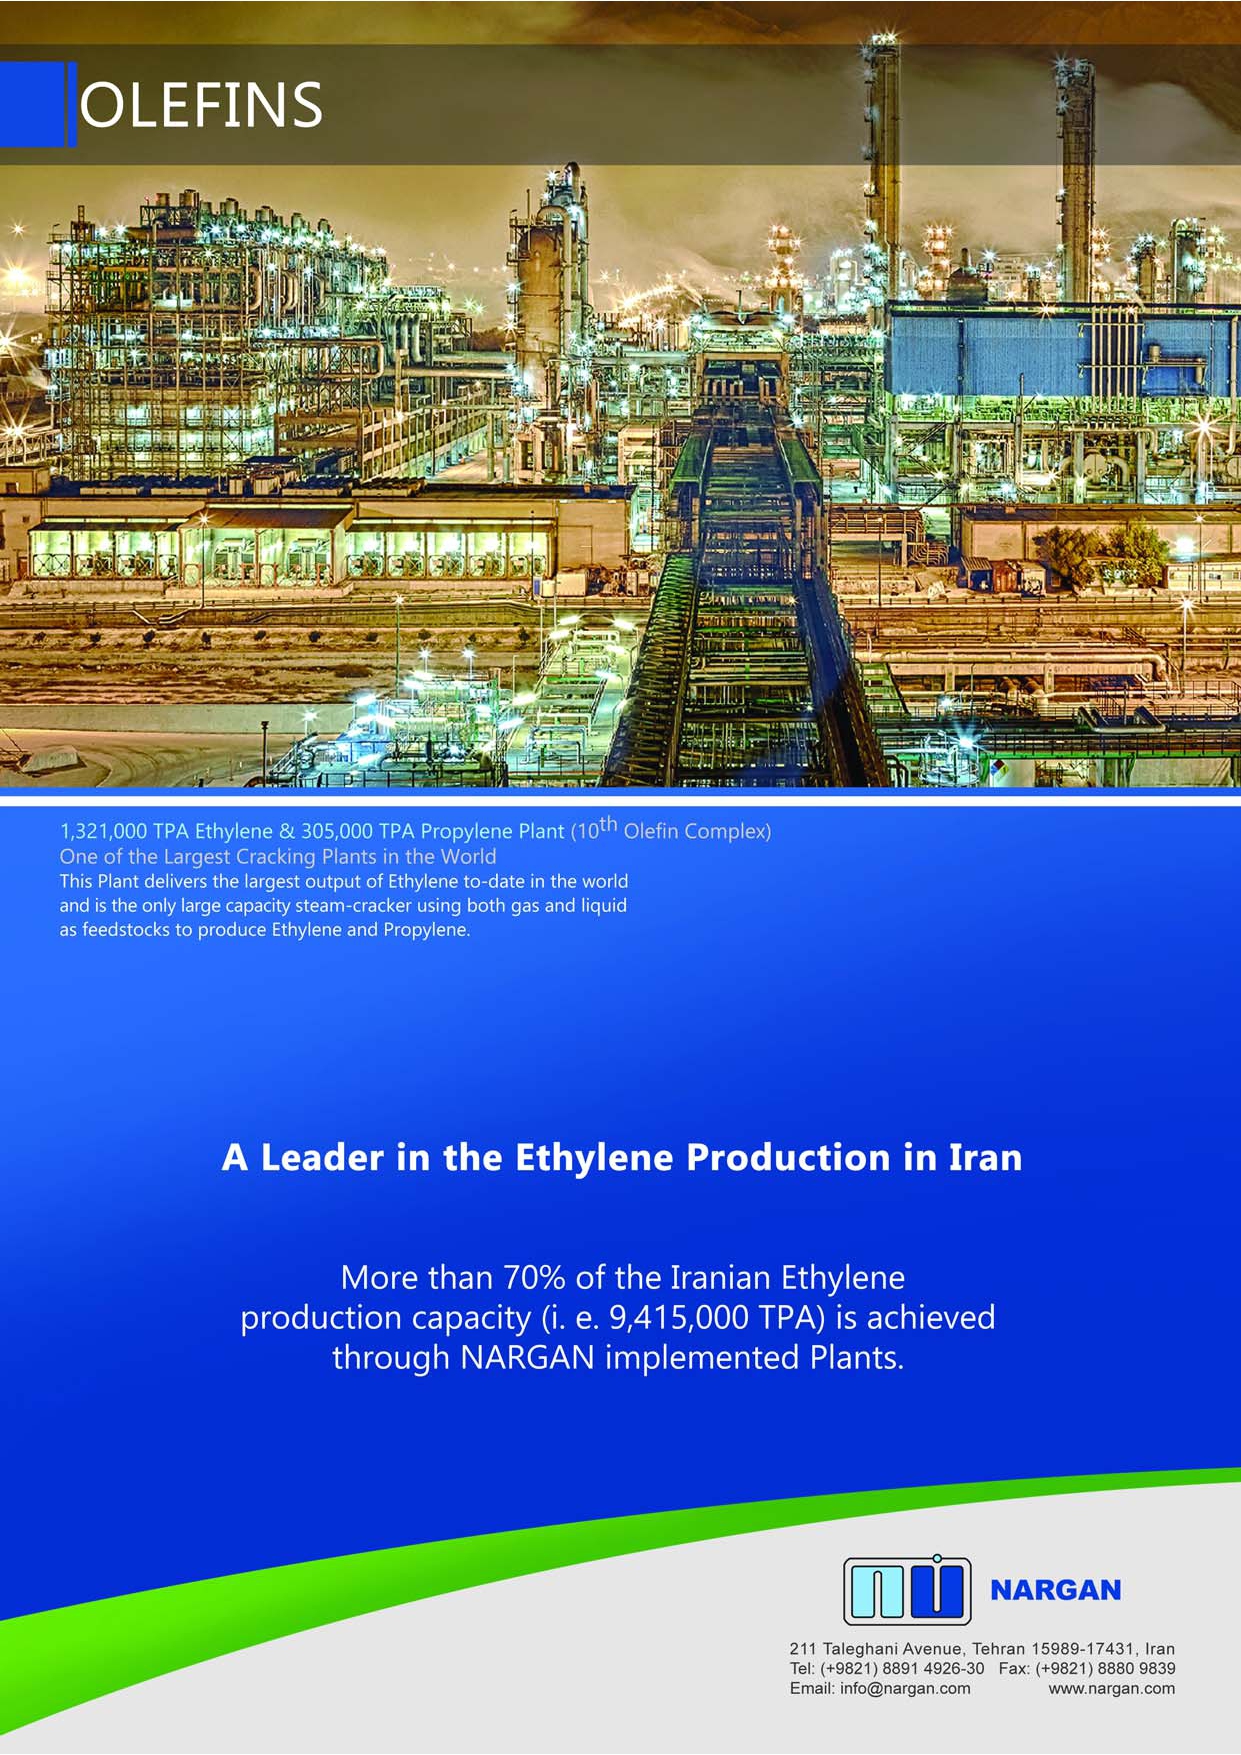 OLEFINS
1,321,000 TPA Ethylene & 305,000 TPA Propylene Plant (10th Olefin Complex)
One of the Largest Cracking Plants in the World
This Plant delivers the largest output of Ethylene to-date in the world
and is the only large capacity steam-cracker using both gas and liquid
as feedstocks to produce Ethylene and Propylene.
A Leader in the Ethylene Production in Iran
More than 70% of the Iranian Ethylene
production capacity (i. e. 9,415,000 TPA) is achieved
through NARGAN implemented Plants.
NARGAN
211 Taleghani Avenue, Tehran 15989-17431, Iran
Tel: (+9821) 8891 4926-30 Fax: (+9821) 8880 9839
Email: info@nargan.com www.nargan.com